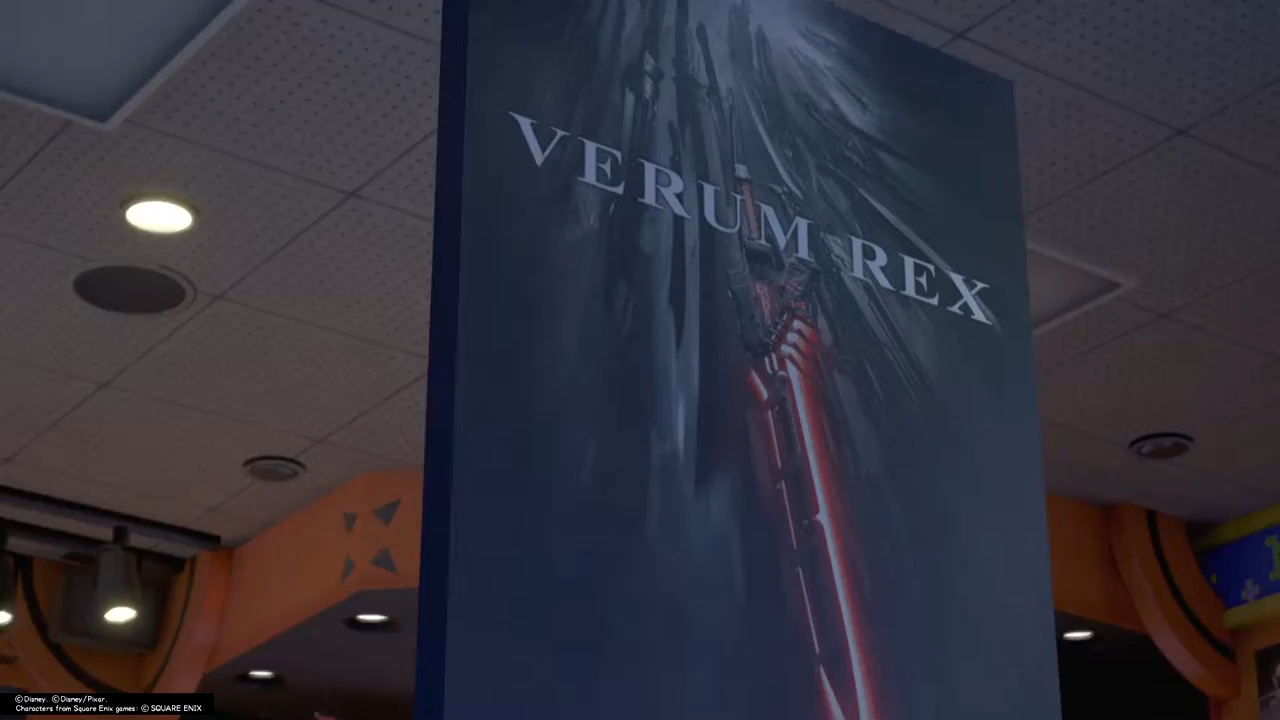 VERUM REX
©Disney. ©Disney/Pixar.
Characters from Square Enix games: © SQUARE ENIX